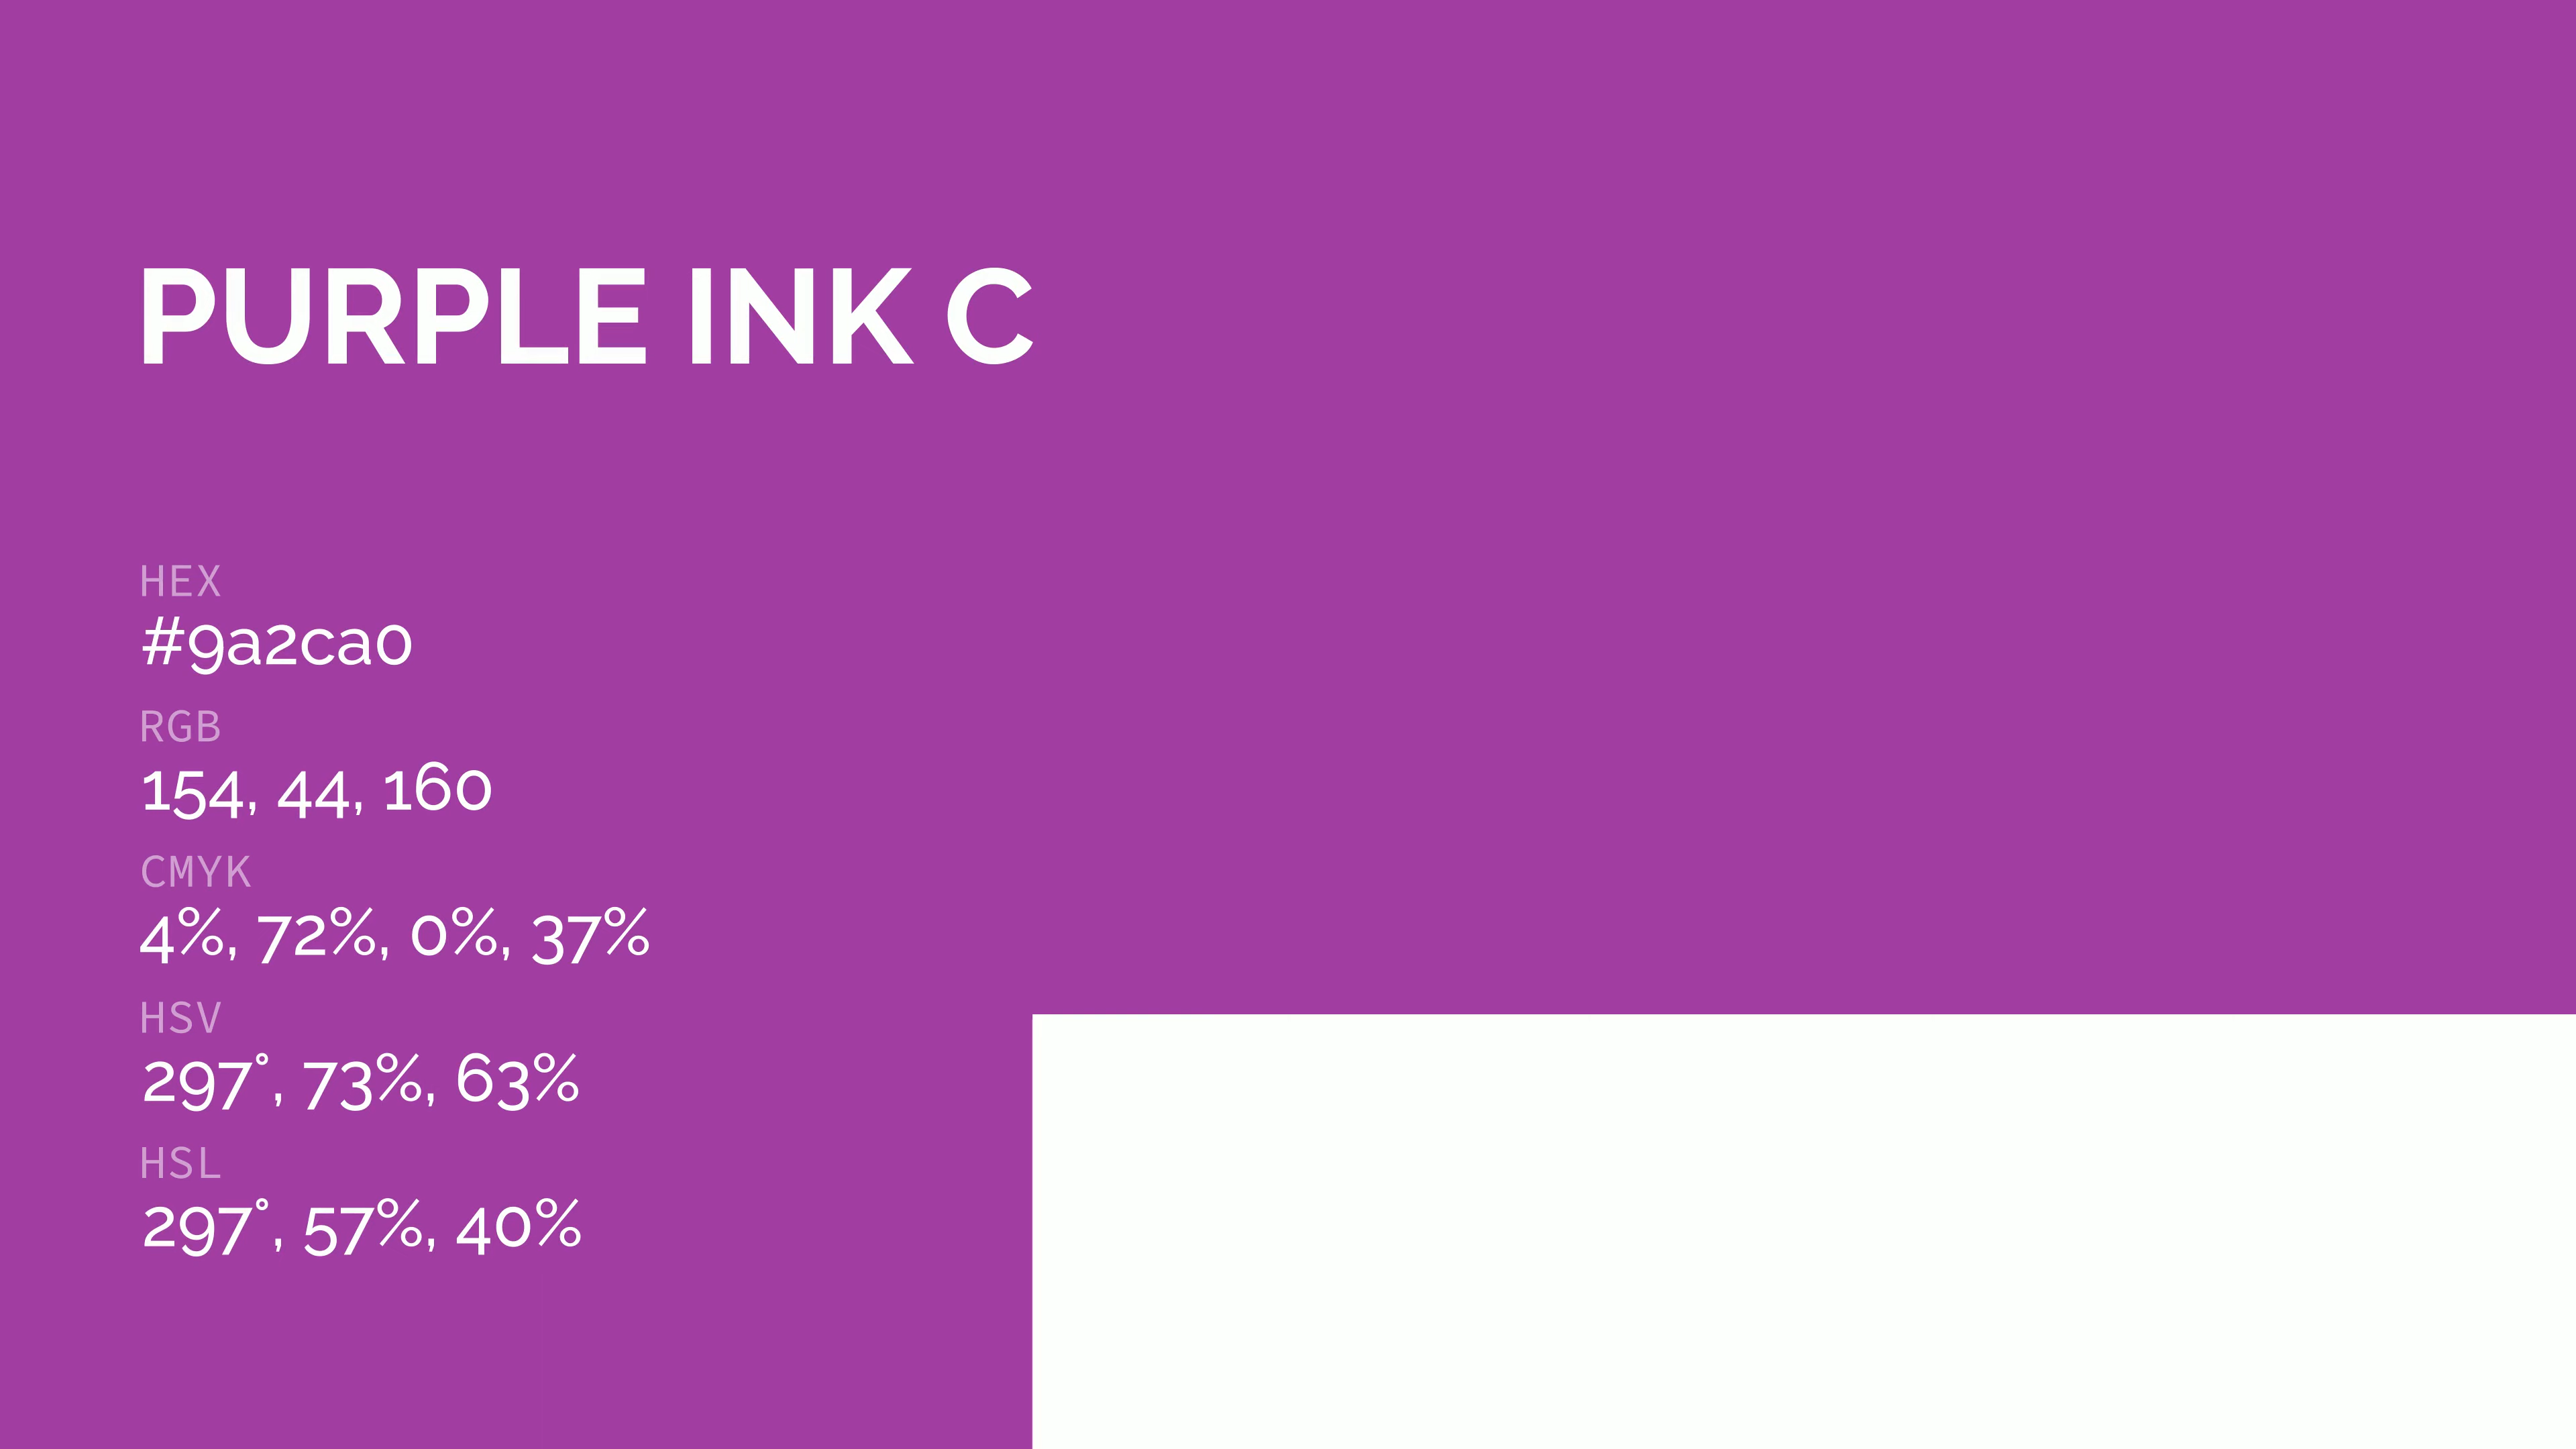 PURPLE INK C
HEX
#9a2ca0
RGB
154, 44, 160
CMYK
4%, 72%, 0%, 37%
HSV
297°, 73%, 63%
HSL
297°, 57%, 40%